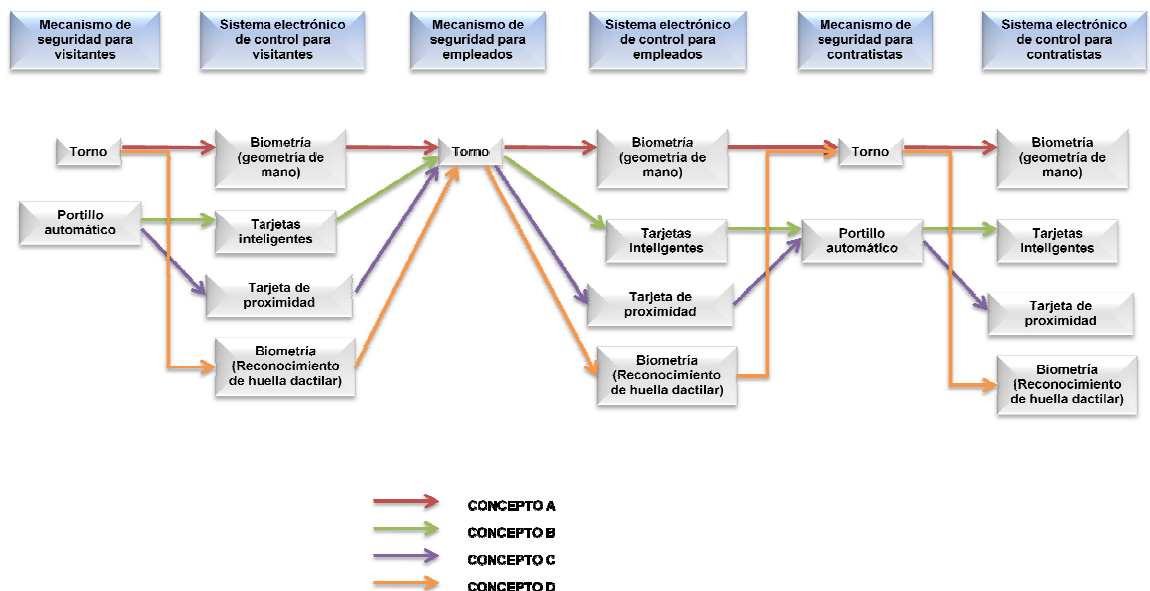 Mecanismo de
seguridad para
visitantes
Sistema electrónico
de control para
visitantes
Mecanismo de
seguridad para
empleados
Sistema electrónico
de control para
empleados
Mecanismo de
seguridad para
contratistas
Sistema electrónico
de control para
contratistas
Torno
Portillo
automático
Biometría
(geometría de
mano)
Tarjetas
inteligentes
Tarjeta de
proximidad
Biometría
(Reconocimiento
de huella dactilar)
Torno
Biometría
(geometría de
mano)
Tarjetas
Inteligentes
Tarjeta de
proximidad
Biometría
(Reconocimiento
de huella dactilar)
Torno
Portillo
automático
Biometría
(geometría de
mano)
Tarjetas
Inteligentes
Tarjeta de
proximidad
Biometría
(Reconocimiento
de huella dactilar)
CONCEPTO A
CONCEPTO B
CONCEPTO C
CONCEPTO D